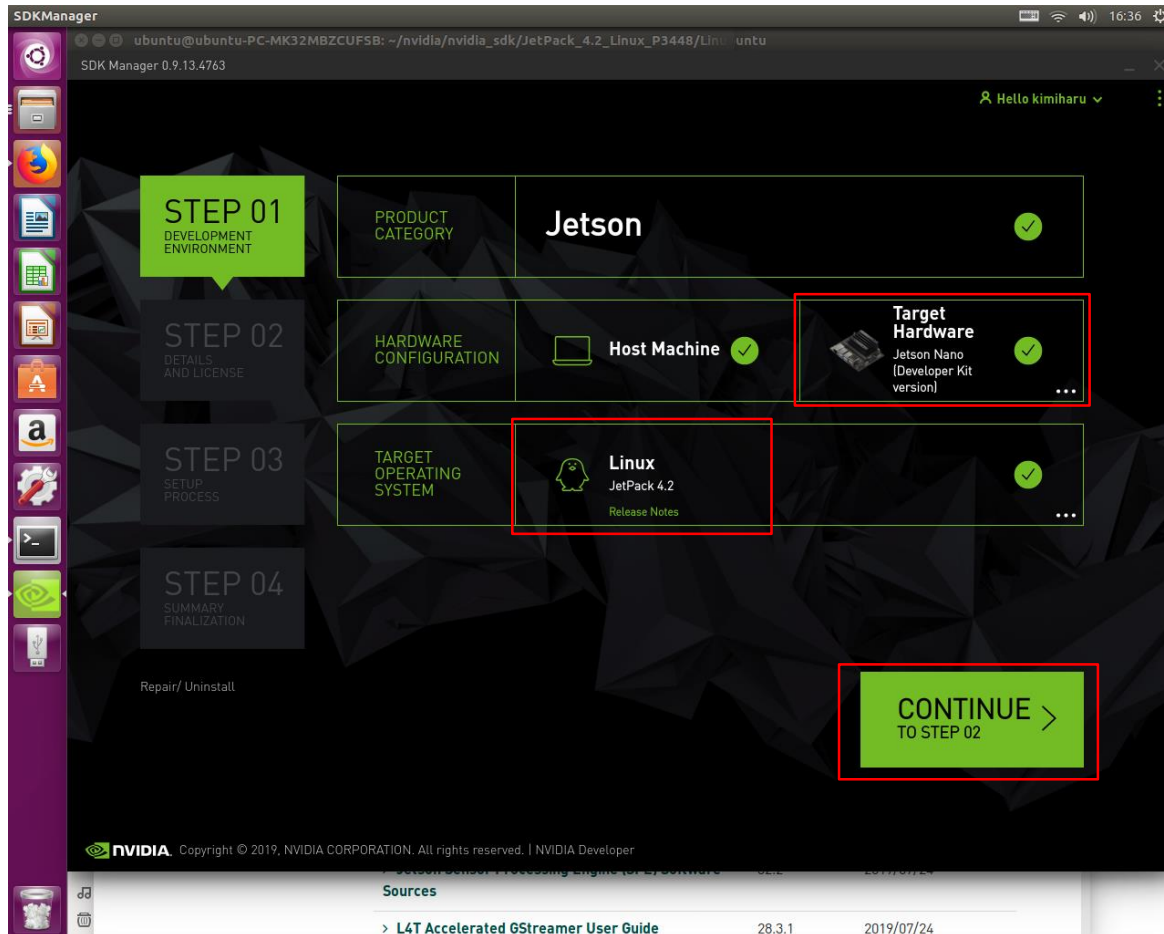 SDKManager
16:36
ubuntu@ubuntu-PC-MK32MBZCUFSB: ~/nvidia/nvidia_sdk/JetPack_4.2_Linux_P3448/Linu untu
SDK Manager 0.9.13.4763
Hello kimiharu
STEP 01
DEVELOPMENT
ENVIRONMENT
PRODUCT
CATEGORY
Jetson
STEP 02
DETAILS
AND LICENSE
HARDWARE
CONFIGURATION
Host Machine
Target
Hardware
Jetson Nano
(Developer Kit
version)
...
STEP 03
SETUP
PROCESS
TARGET
OPERATING
SYSTEM
Linux
JetPack 4.2
Release Notes
...
STEP 04
SUMMARY
FINALIZATION
Repair/ Uninstall
CONTINUE >
TO STEP 02
NVIDIA. Copyright © 2019, NVIDIA CORPORATION. All rights reserved. | NVIDIA Developer
Sources
> L4T Accelerated GStreamer User Guide 28.3.1 2019/07/24